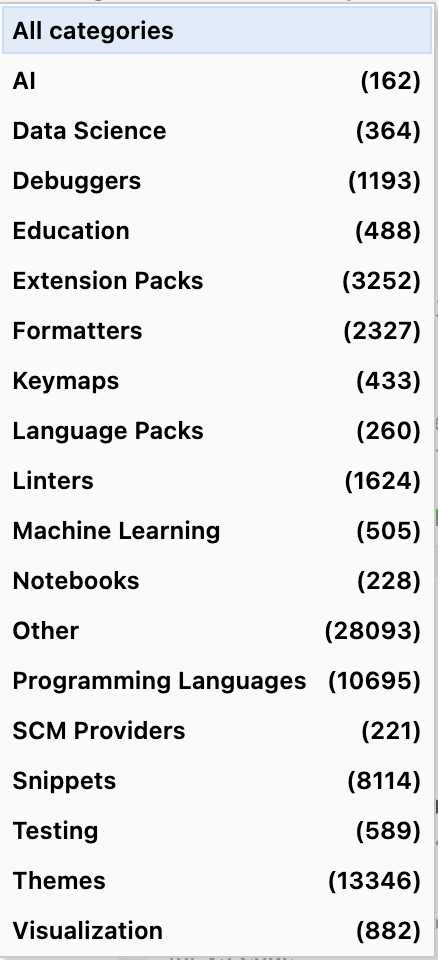 All categories
AI (162)
Data Science (364)
Debuggers (1193)
Education (488)
Extension Packs (3252)
Formatters (2327)
Keymaps (433)
Language Packs (260)
Linters (1624)
Machine Learning (505)
Notebooks (228)
Other (28093)
Programming Languages (10695)
SCM Providers (221)
Snippets (8114)
Testing (589)
Themes (13346)
Visualization (882)